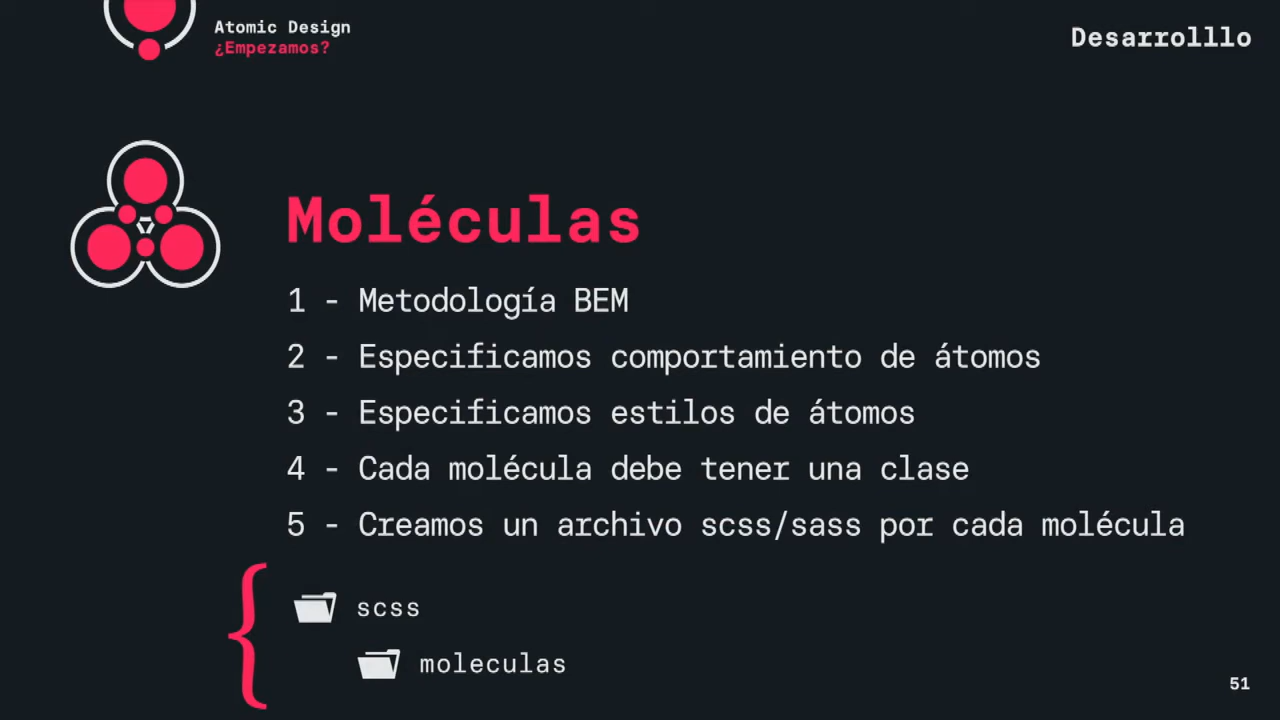 Atomic Design
¿Empezamos?
Desarrolllo
Moléculas
1 - Metodología BEM
2 - Especificamos comportamiento de átomos
3 - Especificamos estilos de átomos
4 - Cada molécula debe tener una clase
5 - Creamos un archivo scss/sass por cada molécula
{
scss
moleculas
51